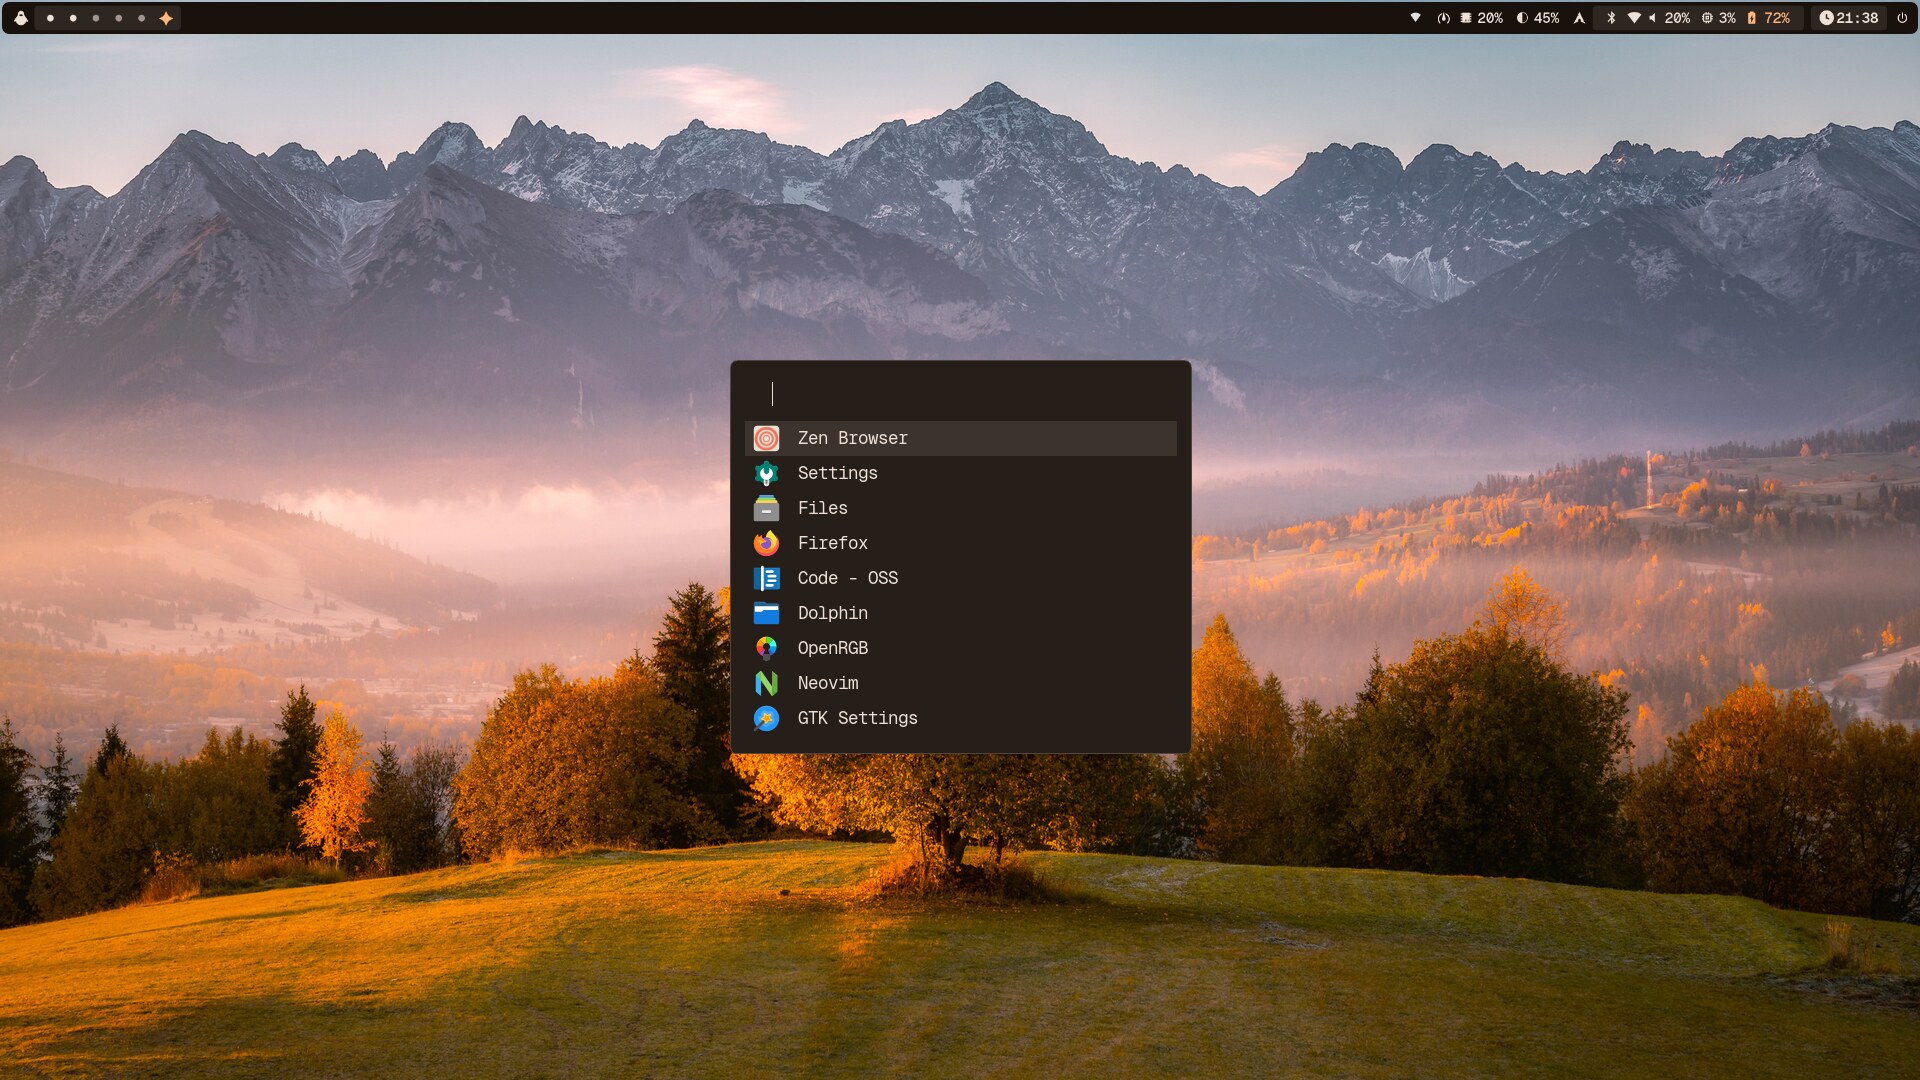 20% 45% 20% 3% 72% 21:38
Zen Browser
Settings
Files
Firefox
Code - OSS
Dolphin
OpenRGB
Neovim
GTK Settings